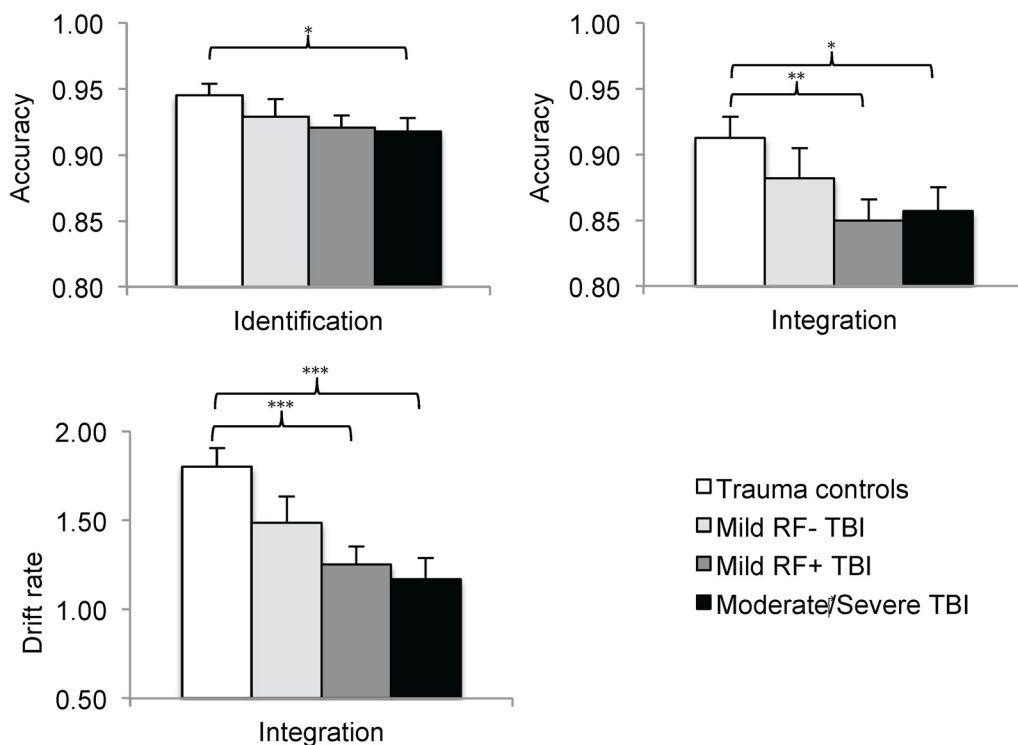 1.00
0.95
0.90
0.85
0.80
Accuracy
*
Identification
1.00
0.95
0.90
0.85
0.80
Accuracy
*
**
Integration
2.00
1.50
1.00
0.50
Drift rate
***
***
Integration
Trauma controls
Mild RF- TBI
Mild RF+ TBI
Moderate/Severe TBI